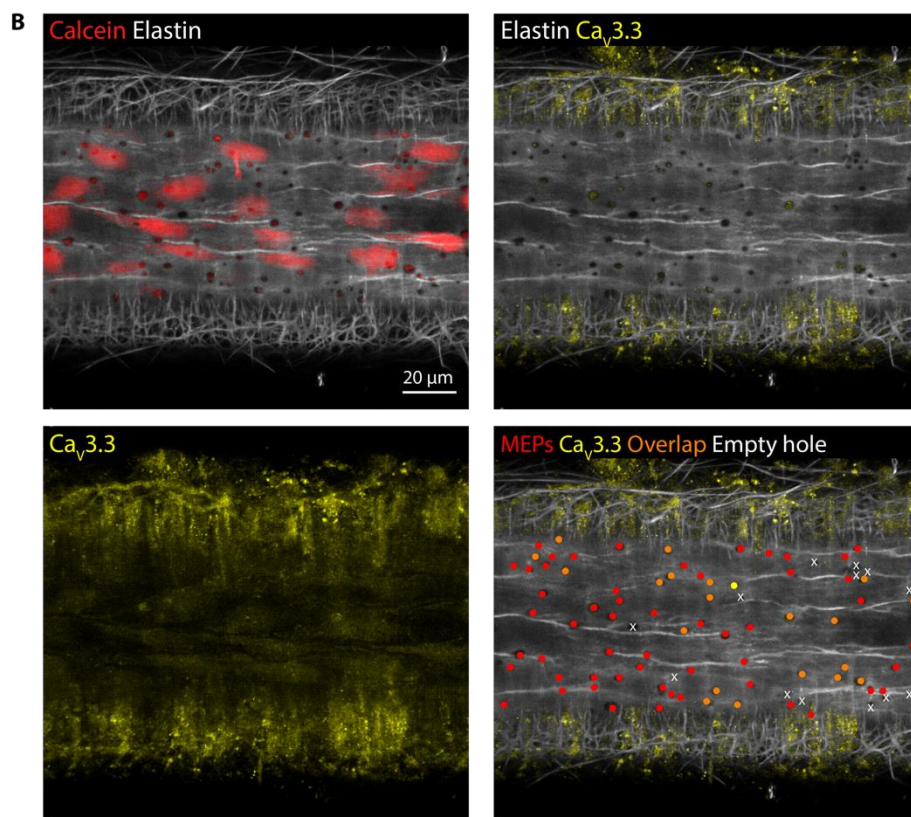 B
Calcein Elastin
Elastin CaV3.3
20 µm
CaV3.3
MEPs CaV3.3 Overlap Empty hole
x
x
x
x
x
x
x
x
x
x
x
x
x
x